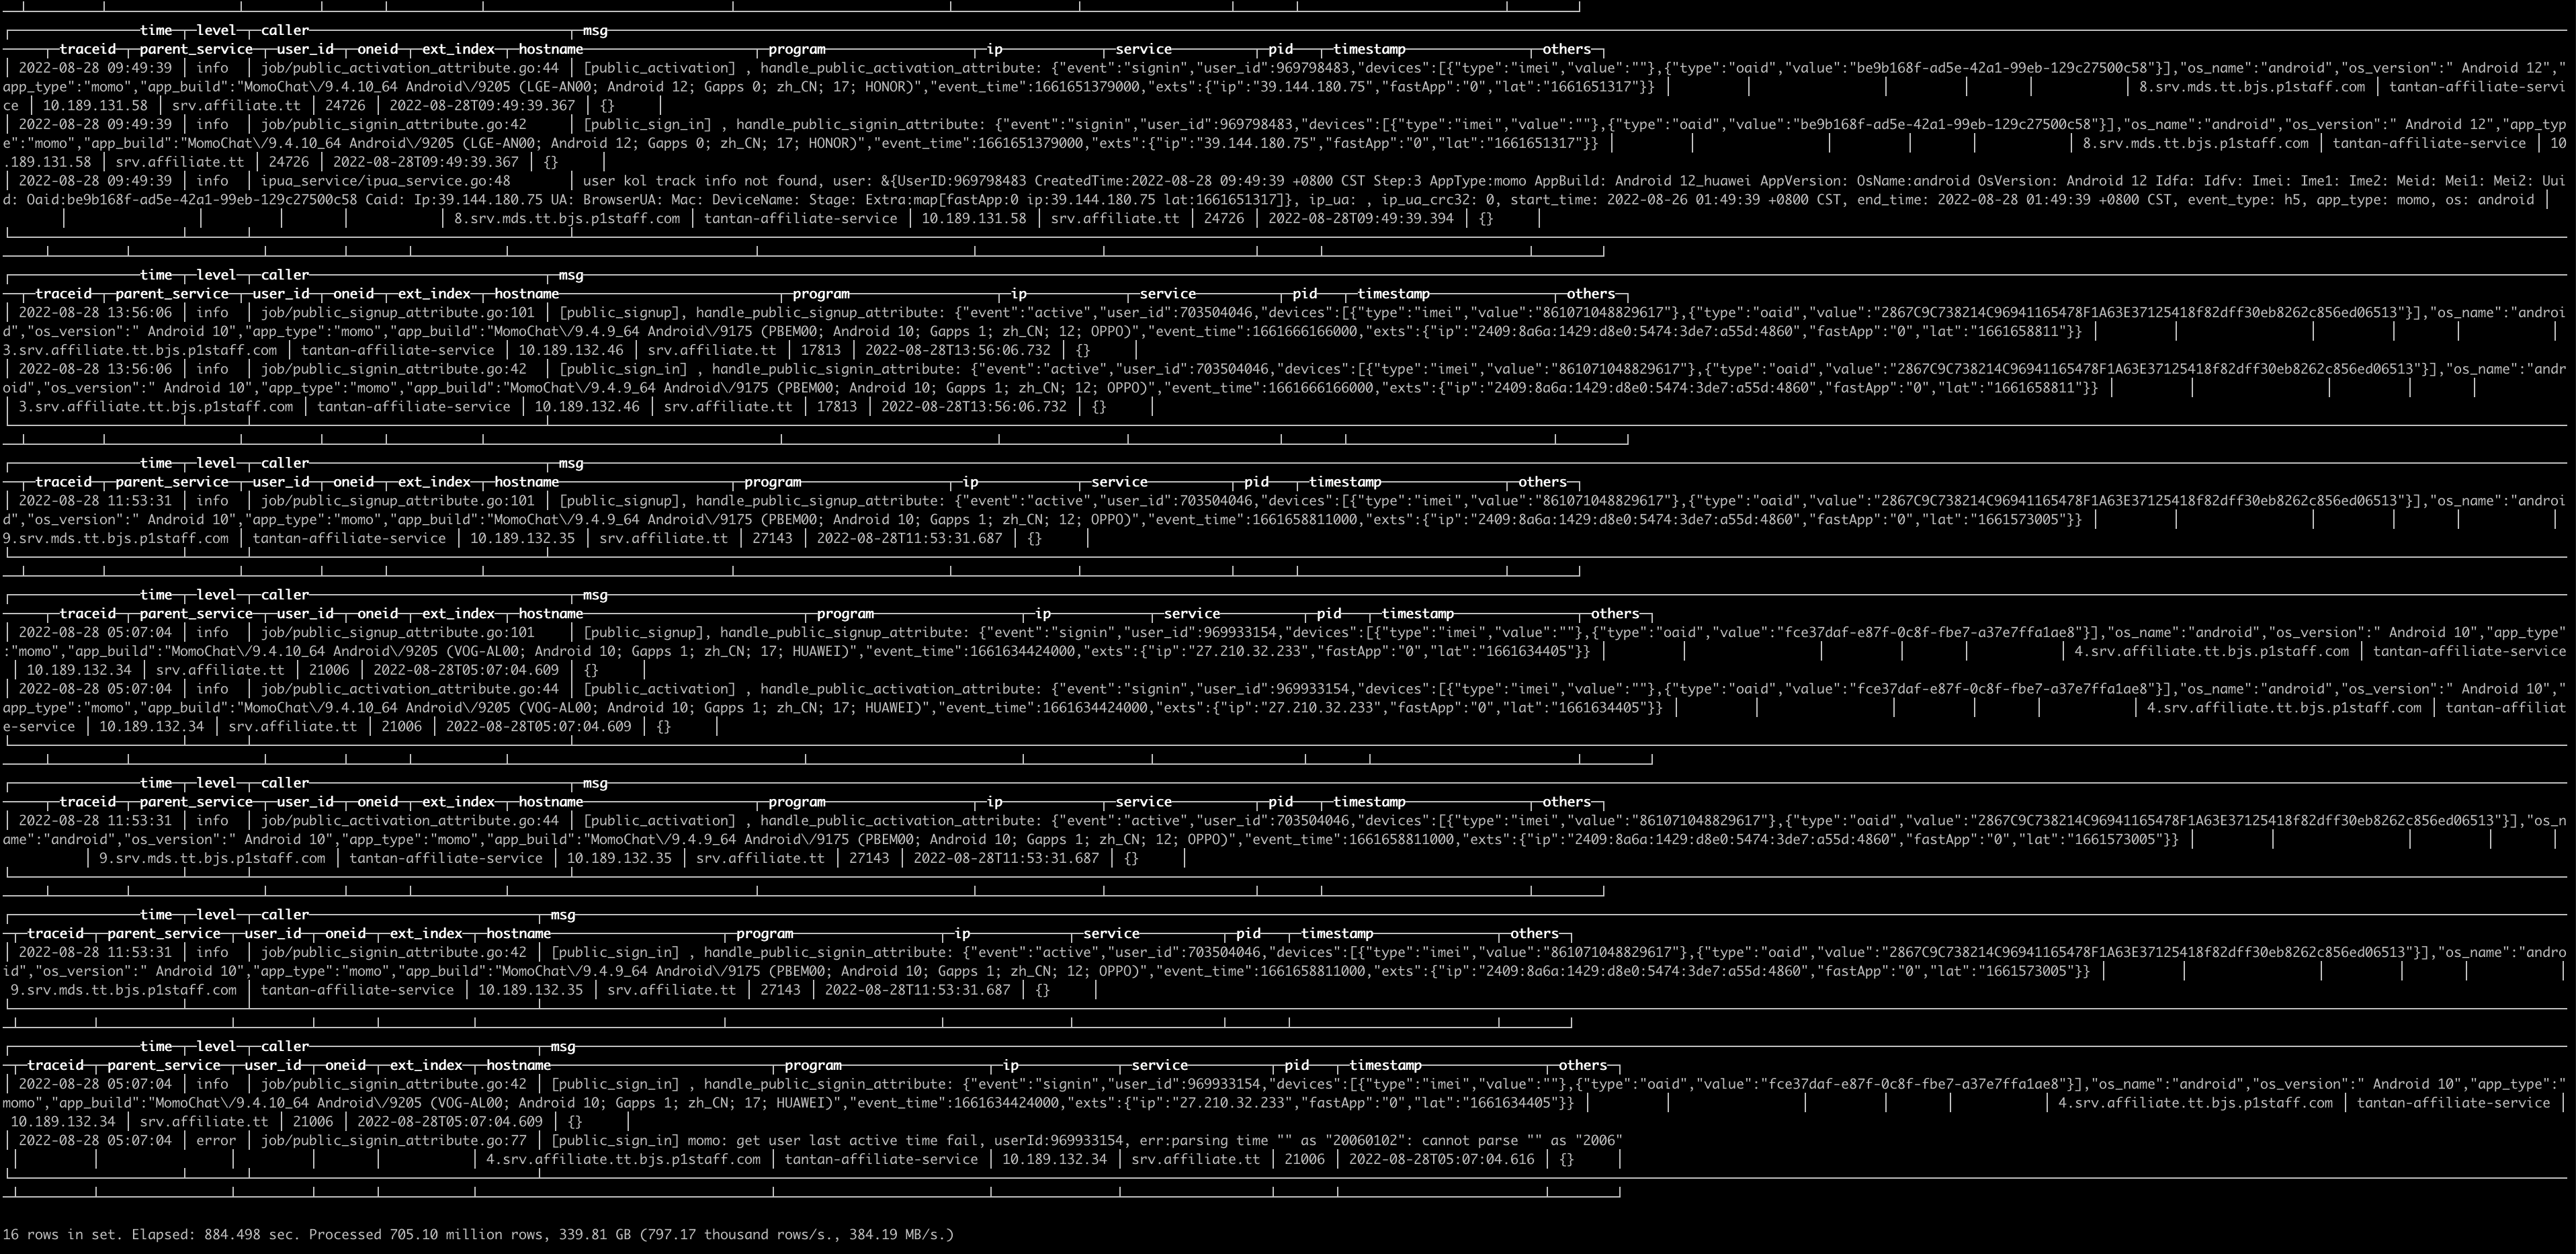 time level caller msg
traceid parent_service user_id oneid ext_index hostname program ip service pid timestamp others
│ 2022-08-28 09:49:39 │ info │ job/public_activation_attribute.go:44 │ [public_activation] , handle_public_activation_attribute: {"event":"signin","user_id":969798483,"devices":[{"type":"imei","value":""},{"type":"oaid","value":"be9b168f-ad5e-42a1-99eb-129c27500c58"}],"os_name":"android","os_version":" Android 12","
app_type":"momo","app_build":"MomoChat\/9.4.10_64 Android\/9205 (LGE-AN00; Android 12; Gapps 0; zh_CN; 17; HONOR)","event_time":1661651379000,"exts":{"ip":"39.144.180.75","fastApp":"0","lat":"1661651317"}} │ │ │ │ │ │ 8.srv.mds.tt.bjs.p1staff.com │ tantan-affiliate-servi
ce │ 10.189.131.58 │ srv.affiliate.tt │ 24726 │ 2022-08-28T09:49:39.367 │ {} │
│ 2022-08-28 09:49:39 │ info │ job/public_signin_attribute.go:42 │ [public_sign_in] , handle_public_signin_attribute: {"event":"signin","user_id":969798483,"devices":[{"type":"imei","value":""},{"type":"oaid","value":"be9b168f-ad5e-42a1-99eb-129c27500c58"}],"os_name":"android","os_version":" Android 12","app_typ
e":"momo","app_build":"MomoChat\/9.4.10_64 Android\/9205 (LGE-AN00; Android 12; Gapps 0; zh_CN; 17; HONOR)","event_time":1661651379000,"exts":{"ip":"39.144.180.75","fastApp":"0","lat":"1661651317"}} │ │ │ │ │ │ 8.srv.mds.tt.bjs.p1staff.com │ tantan-affiliate-service │ 10
.189.131.58 │ srv.affiliate.tt │ 24726 │ 2022-08-28T09:49:39.367 │ {} │
│ 2022-08-28 09:49:39 │ info │ ipua_service/ipua_service.go:48 │ user kol track info not found, user: &{UserID:969798483 CreatedTime:2022-08-28 09:49:39 +0800 CST Step:3 AppType:momo AppBuild: Android 12_huawei AppVersion: OsName:android OsVersion: Android 12 Idfa: Idfv: Imei: Ime1: Ime2: Meid: Mei1: Mei2: Uui
d: Oaid:be9b168f-ad5e-42a1-99eb-129c27500c58 Caid: Ip:39.144.180.75 UA: BrowserUA: Mac: DeviceName: Stage: Extra:map[fastApp:0 ip:39.144.180.75 lat:1661651317]}, ip_ua: , ip_ua_crc32: 0, start_time: 2022-08-26 01:49:39 +0800 CST, end_time: 2022-08-28 01:49:39 +0800 CST, event_type: h5, app_type: momo, os: android │
│ │ │ │ │ 8.srv.mds.tt.bjs.p1staff.com │ tantan-affiliate-service │ 10.189.131.58 │ srv.affiliate.tt │ 24726 │ 2022-08-28T09:49:39.394 │ {} │
time level caller msg
traceid parent_service user_id oneid ext_index hostname program ip service pid timestamp others
│ 2022-08-28 13:56:06 │ info │ job/public_signup_attribute.go:101 │ [public_signup], handle_public_signup_attribute: {"event":"active","user_id":703504046,"devices":[{"type":"imei","value":"861071048829617"},{"type":"oaid","value":"2867C9C738214C96941165478F1A63E37125418f82dff30eb8262c856ed06513"}],"os_name":"androi
d","os_version":" Android 10","app_type":"momo","app_build":"MomoChat\/9.4.9_64 Android\/9175 (PBEM00; Android 10; Gapps 1; zh_CN; 12; OPPO)","event_time":1661666166000,"exts":{"ip":"2409:8a6a:1429:d8e0:5474:3de7:a55d:4860","fastApp":"0","lat":"1661658811"}} │ │ │ │ │ │
3.srv.affiliate.tt.bjs.p1staff.com │ tantan-affiliate-service │ 10.189.132.46 │ srv.affiliate.tt │ 17813 │ 2022-08-28T13:56:06.732 │ {} │
│ 2022-08-28 13:56:06 │ info │ job/public_signin_attribute.go:42 │ [public_sign_in] , handle_public_signin_attribute: {"event":"active","user_id":703504046,"devices":[{"type":"imei","value":"861071048829617"},{"type":"oaid","value":"2867C9C738214C96941165478F1A63E37125418f82dff30eb8262c856ed06513"}],"os_name":"andr
oid","os_version":" Android 10","app_type":"momo","app_build":"MomoChat\/9.4.9_64 Android\/9175 (PBEM00; Android 10; Gapps 1; zh_CN; 12; OPPO)","event_time":1661666166000,"exts":{"ip":"2409:8a6a:1429:d8e0:5474:3de7:a55d:4860","fastApp":"0","lat":"1661658811"}} │ │ │ │ │
│ 3.srv.affiliate.tt.bjs.p1staff.com │ tantan-affiliate-service │ 10.189.132.46 │ srv.affiliate.tt │ 17813 │ 2022-08-28T13:56:06.732 │ {} │
time level caller msg
traceid parent_service user_id oneid ext_index hostname program ip service pid timestamp others
│ 2022-08-28 11:53:31 │ info │ job/public_signup_attribute.go:101 │ [public_signup], handle_public_signup_attribute: {"event":"active","user_id":703504046,"devices":[{"type":"imei","value":"861071048829617"},{"type":"oaid","value":"2867C9C738214C96941165478F1A63E37125418f82dff30eb8262c856ed06513"}],"os_name":"androi
d","os_version":" Android 10","app_type":"momo","app_build":"MomoChat\/9.4.9_64 Android\/9175 (PBEM00; Android 10; Gapps 1; zh_CN; 12; OPPO)","event_time":1661658811000,"exts":{"ip":"2409:8a6a:1429:d8e0:5474:3de7:a55d:4860","fastApp":"0","lat":"1661573005"}} │ │ │ │ │ │
9.srv.mds.tt.bjs.p1staff.com │ tantan-affiliate-service │ 10.189.132.35 │ srv.affiliate.tt │ 27143 │ 2022-08-28T11:53:31.687 │ {} │
time level caller msg
traceid parent_service user_id oneid ext_index hostname program ip service pid timestamp others
│ 2022-08-28 05:07:04 │ info │ job/public_signup_attribute.go:101 │ [public_signup], handle_public_signup_attribute: {"event":"signin","user_id":969933154,"devices":[{"type":"imei","value":""},{"type":"oaid","value":"fce37daf-e87f-0c8f-fbe7-a37e7ffa1ae8"}],"os_name":"android","os_version":" Android 10","app_type"
:"momo","app_build":"MomoChat\/9.4.10_64 Android\/9205 (VOG-AL00; Android 10; Gapps 1; zh_CN; 17; HUAWEI)","event_time":1661634424000,"exts":{"ip":"27.210.32.233","fastApp":"0","lat":"1661634405"}} │ │ │ │ │ │ 4.srv.affiliate.tt.bjs.p1staff.com │ tantan-affiliate-service
│ 10.189.132.34 │ srv.affiliate.tt │ 21006 │ 2022-08-28T05:07:04.609 │ {} │
│ 2022-08-28 05:07:04 │ info │ job/public_activation_attribute.go:44 │ [public_activation] , handle_public_activation_attribute: {"event":"signin","user_id":969933154,"devices":[{"type":"imei","value":""},{"type":"oaid","value":"fce37daf-e87f-0c8f-fbe7-a37e7ffa1ae8"}],"os_name":"android","os_version":" Android 10","
app_type":"momo","app_build":"MomoChat\/9.4.10_64 Android\/9205 (VOG-AL00; Android 10; Gapps 1; zh_CN; 17; HUAWEI)","event_time":1661634424000,"exts":{"ip":"27.210.32.233","fastApp":"0","lat":"1661634405"}} │ │ │ │ │ │ 4.srv.affiliate.tt.bjs.p1staff.com │ tantan-affiliat
e-service │ 10.189.132.34 │ srv.affiliate.tt │ 21006 │ 2022-08-28T05:07:04.609 │ {} │
time level caller msg
traceid parent_service user_id oneid ext_index hostname program ip service pid timestamp others
│ 2022-08-28 11:53:31 │ info │ job/public_activation_attribute.go:44 │ [public_activation] , handle_public_activation_attribute: {"event":"active","user_id":703504046,"devices":[{"type":"imei","value":"861071048829617"},{"type":"oaid","value":"2867C9C738214C96941165478F1A63E37125418f82dff30eb8262c856ed06513"}],"os_n
ame":"android","os_version":" Android 10","app_type":"momo","app_build":"MomoChat\/9.4.9_64 Android\/9175 (PBEM00; Android 10; Gapps 1; zh_CN; 12; OPPO)","event_time":1661658811000,"exts":{"ip":"2409:8a6a:1429:d8e0:5474:3de7:a55d:4860","fastApp":"0","lat":"1661573005"}} │ │ │ │ │
│ 9.srv.mds.tt.bjs.p1staff.com │ tantan-affiliate-service │ 10.189.132.35 │ srv.affiliate.tt │ 27143 │ 2022-08-28T11:53:31.687 │ {} │
time level caller msg
traceid parent_service user_id oneid ext_index hostname program ip service pid timestamp others
│ 2022-08-28 11:53:31 │ info │ job/public_signin_attribute.go:42 │ [public_sign_in] , handle_public_signin_attribute: {"event":"active","user_id":703504046,"devices":[{"type":"imei","value":"861071048829617"},{"type":"oaid","value":"2867C9C738214C96941165478F1A63E37125418f82dff30eb8262c856ed06513"}],"os_name":"andro
id","os_version":" Android 10","app_type":"momo","app_build":"MomoChat\/9.4.9_64 Android\/9175 (PBEM00; Android 10; Gapps 1; zh_CN; 12; OPPO)","event_time":1661658811000,"exts":{"ip":"2409:8a6a:1429:d8e0:5474:3de7:a55d:4860","fastApp":"0","lat":"1661573005"}} │ │ │ │ │ │
9.srv.mds.tt.bjs.p1staff.com │ tantan-affiliate-service │ 10.189.132.35 │ srv.affiliate.tt │ 27143 │ 2022-08-28T11:53:31.687 │ {} │
time level caller msg
traceid parent_service user_id oneid ext_index hostname program ip service pid timestamp others
│ 2022-08-28 05:07:04 │ info │ job/public_signin_attribute.go:42 │ [public_sign_in] , handle_public_signin_attribute: {"event":"signin","user_id":969933154,"devices":[{"type":"imei","value":""},{"type":"oaid","value":"fce37daf-e87f-0c8f-fbe7-a37e7ffa1ae8"}],"os_name":"android","os_version":" Android 10","app_type":"
momo","app_build":"MomoChat\/9.4.10_64 Android\/9205 (VOG-AL00; Android 10; Gapps 1; zh_CN; 17; HUAWEI)","event_time":1661634424000,"exts":{"ip":"27.210.32.233","fastApp":"0","lat":"1661634405"}} │ │ │ │ │ │ 4.srv.affiliate.tt.bjs.p1staff.com │ tantan-affiliate-service │
10.189.132.34 │ srv.affiliate.tt │ 21006 │ 2022-08-28T05:07:04.609 │ {} │
│ 2022-08-28 05:07:04 │ error │ job/public_signin_attribute.go:77 │ [public_sign_in] momo: get user last active time fail, userId:969933154, err:parsing time "" as "20060102": cannot parse "" as "2006"
│ │ │ │ │ │ 4.srv.affiliate.tt.bjs.p1staff.com │ tantan-affiliate-service │ 10.189.132.34 │ srv.affiliate.tt │ 21006 │ 2022-08-28T05:07:04.616 │ {} │
16 rows in set. Elapsed: 884.498 sec. Processed 705.10 million rows, 339.81 GB (797.17 thousand rows/s., 384.19 MB/s.)